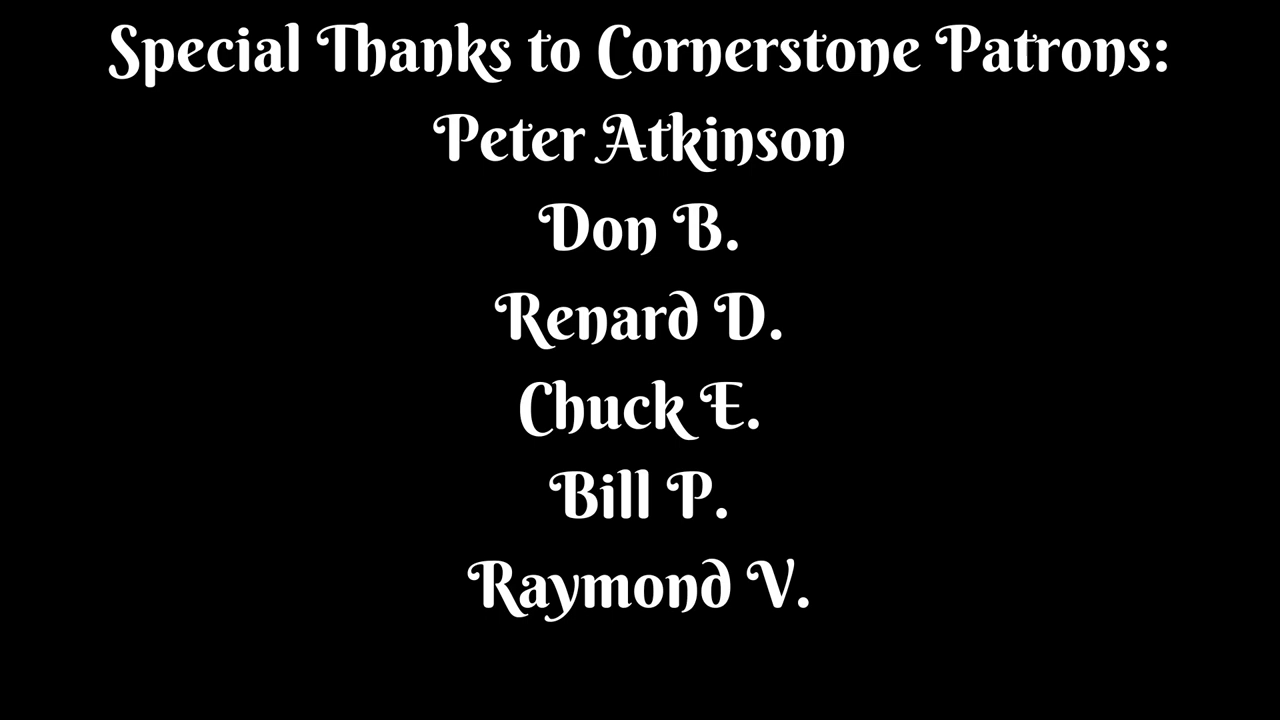 Special Thanks to Cornerstone Patrons:
Peter Atkinson
Don B.
Renard D.
Chuck E.
Bill P.
Raymond V.